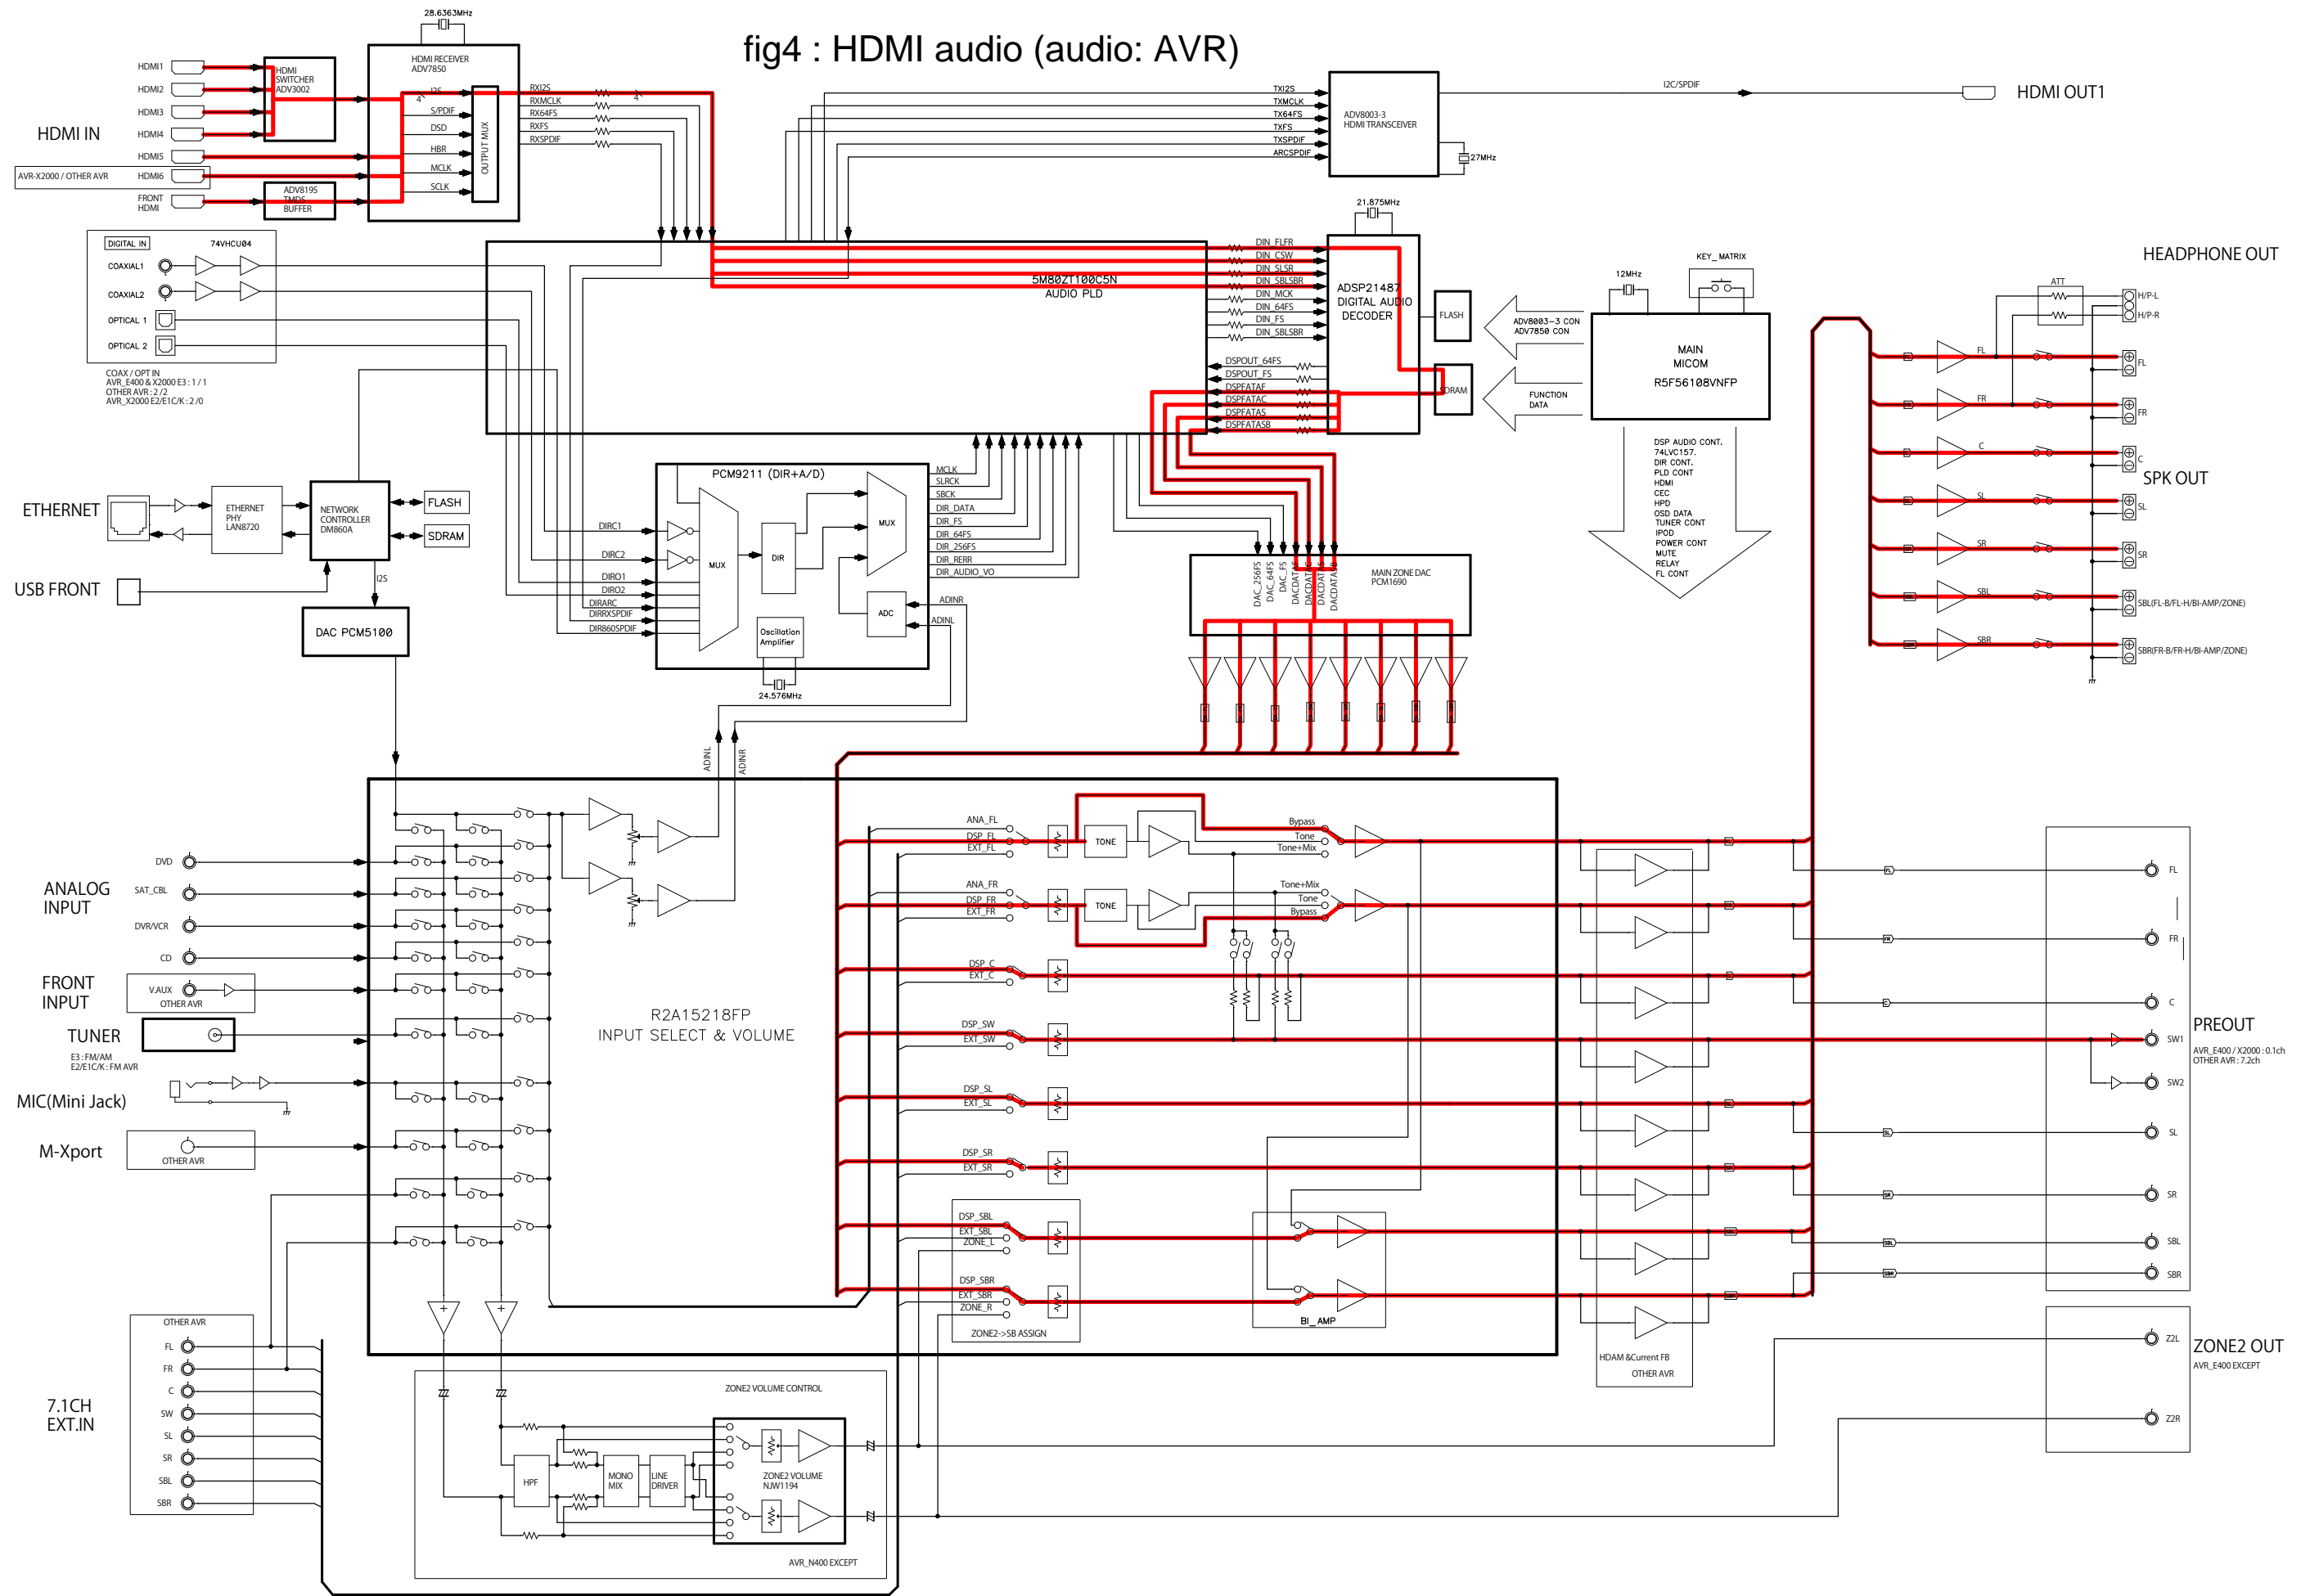 fig4 : HDMI audio (audio: AVR)
28.6363MHz
HDMI RECEIVER
ADV7850
HDMI1
HDMI2
HDMI3
HDMI4
HDMI5
HDMI6
FRONT
HDMI
HDMI IN
AVR-X2000 / OTHER AVR
HDMI
SWITCHER
ADV3002
ADV8195
TMDS
BUFFER
I2S
4
S/PDIF
DSD
HBR
MCLK
SCLK
OUTPUT MUX
RXI2S
4
RXMCLK
RX64FS
RXFS
RXSPDIF
TXI2S
TXMCLK
TX64FS
TXFS
TXSPDIF
ARCSPDIF
ADV8003-3
HDMI TRANSCEIVER
27MHz
I2C/SPDIF
HDMI OUT1
DIGITAL IN
74VHCU04
COAXIAL1
COAXIAL2
OPTICAL 1
OPTICAL 2
COAX / OPT IN
AVR_E400 & X2000 E3 : 1 / 1
OTHER AVR : 2 /2
AVR_X2000 E2/E1C/K : 2 /0
5M80ZT100C5N
AUDIO PLD
DIN_FLFR
DIN_CSW
DIN_SLSR
DIN_SBLSBR
DIN_MCK
DIN_64FS
DIN_FS
DIN_SBLSBR
DSPOUT_64FS
DSPOUT_FS
DSPFATAF
DSPFATAC
DSPFATAS
DSPFATASB
21.875MHz
ADSP21487
DIGITAL AUDIO
DECODER
FLASH
SDRAM
ADV8003-3 CON
ADV7850 CON
FUNCTION
DATA
12MHz
KEY_MATRIX
MAIN
MICOM
R5F56108VNFP
DSP AUDIO CONT.
74LVC157.
DIR CONT.
PLD CONT
HDMI
CEC
HPD
OSD DATA
TUNER CONT
IPOD
POWER CONT
MUTE
RELAY
FL CONT
HEADPHONE OUT
ATT
H/P-L
H/P-R
FL
FL
FR
FR
C
C
SPK OUT
SL
SL
SR
SR
SBL
SBL(FL-B/FL-H/BI-AMP/ZONE)
SBR
SBR(FR-B/FR-H/BI-AMP/ZONE)
ETHERNET
ETHERNET
PHY
LAN8720
NETWORK
CONTROLLER
DM860A
FLASH
SDRAM
USB FRONT
I2S
DAC PCM5100
PCM9211 (DIR+A/D)
DIRC1
DIRC2
DIRO1
DIRO2
DIRARC
DIRRXSPDIF
DIR860SPDIF
MUX
DIR
MUX
ADC
Oscillation
Amplifier
24.576MHz
MCLK
SLRCK
SBCK
DIR_DATA
DIR_FS
DIR_64FS
DIR_256FS
DIR_RERR
DIR_AUDIO_VO
ADINR
ADINL
DAC_256FS
DAC_64FS
DAC_FS
DACDATAF
DACDATAC
DACDATAS
DACDATASB
MAIN ZONE DAC
PCM1690
ADINL
ADINR
ANALOG
INPUT
DVD
SAT_CBL
DVR/VCR
CD
FRONT
INPUT
V.AUX
OTHER AVR
TUNER
E3 : FM/AM
E2/E1C/K : FM AVR
MIC(Mini Jack)
M-Xport
OTHER AVR
R2A15218FP
INPUT SELECT & VOLUME
ANA_FL
DSP_FL
EXT_FL
TONE
Bypass
Tone
Tone+Mix
ANA_FR
DSP_FR
EXT_FR
TONE
Tone+Mix
Tone
Bypass
DSP_C
EXT_C
DSP_SW
EXT_SW
DSP_SL
EXT_SL
DSP_SR
EXT_SR
DSP_SBL
EXT_SBL
ZONE_L
DSP_SBR
EXT_SBR
ZONE_R
ZONE2->SB ASSIGN
BI_AMP
HDAM &Current FB
OTHER AVR
FL
FR
C
SW1
SW2
SL
SR
SBL
SBR
PREOUT
AVR_E400 / X2000 : 0.1ch
OTHER AVR : 7.2ch
7.1CH
EXT.IN
OTHER AVR
FL
FR
C
SW
SL
SR
SBL
SBR
ZONE2 VOLUME CONTROL
HPF
MONO
MIX
LINE
DRIVER
ZONE2 VOLUME
NJW1194
AVR_N400 EXCEPT
Z2L
Z2R
ZONE2 OUT
AVR_E400 EXCEPT